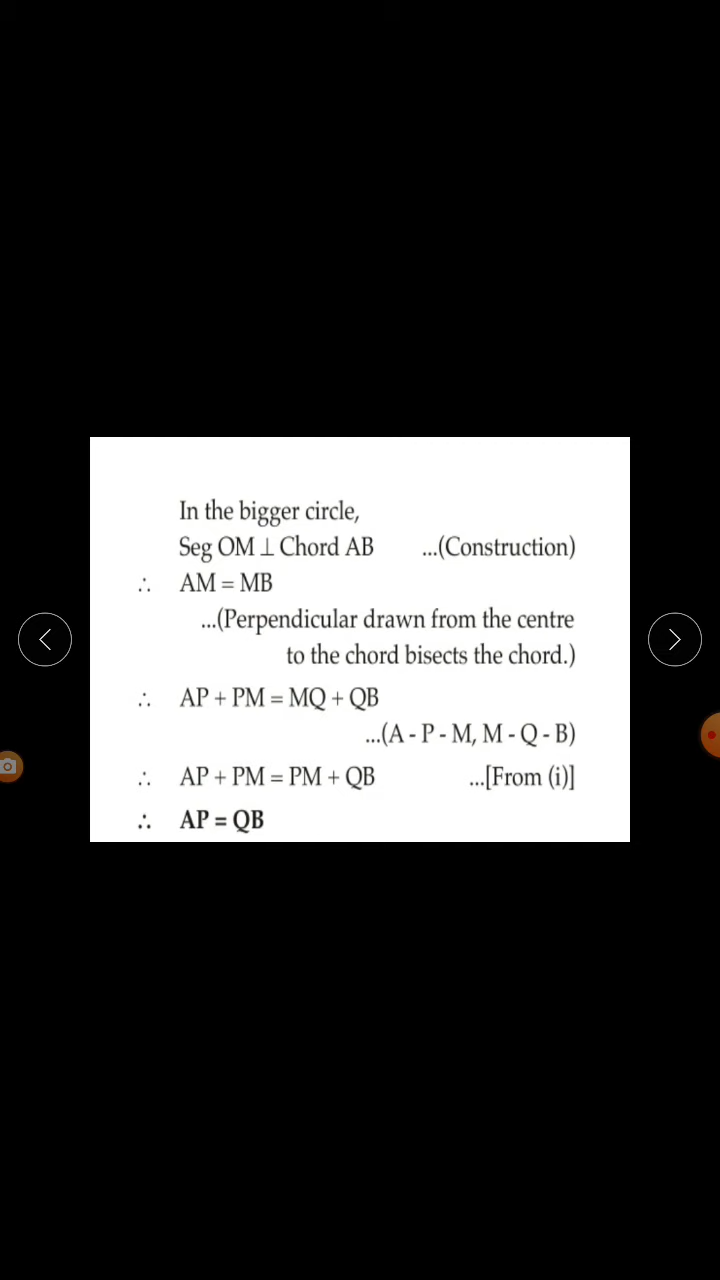 In the bigger circle,
Seg OM ⊥ Chord AB ...(Construction)
∴ AM = MB
...(Perpendicular drawn from the centre
to the chord bisects the chord.)
∴ AP + PM = MQ + QB
...(A - P - M, M - Q - B)
∴ AP + PM = PM + QB ...[From (i)]
∴ AP = QB